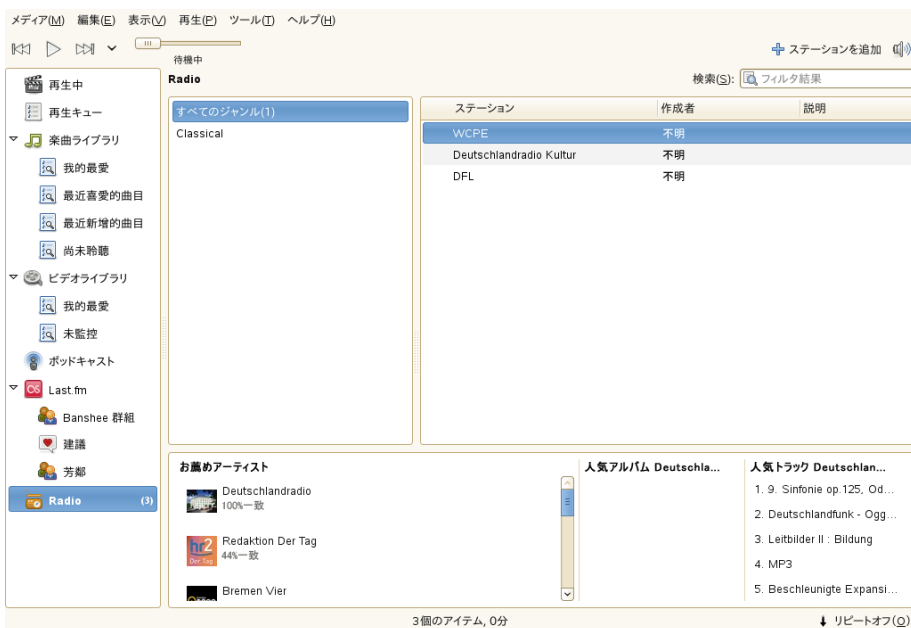 メディア(M) 編集(E) 表示(V) 再生(P) ツール(T) ヘルプ(H)
待機中
ステーションを追加
再生中
再生キュー
楽曲ライブラリ
我的最愛
最近喜愛的曲目
最近新增的曲目
尚未聆聽
ビデオライブラリ
我的最愛
未監控
ポッドキャスト
Last.fm
Banshee 群組
建議
芳鄰
Radio (3)
Radio
検索(S): フィルタ結果
すべてのジャンル(1)
Classical
ステーション 作成者 説明
WCPE 不明
Deutschlandradio Kultur 不明
DFL 不明
お薦めアーティスト
Deutschlandradio
100%一致
hr2
Der Tag
Redaktion Der Tag
44%一致
Bremen Vier
人気アルバム Deutschla...
人気トラック Deutschlan...
1. 9. Sinfonie op.125, Od...
2. Deutschlandfunk - Ogg...
3. Leitbilder II : Bildung
4. MP3
5. Beschleunigte Expansi...
3個のアイテム, 0分
リピートオフ(O)